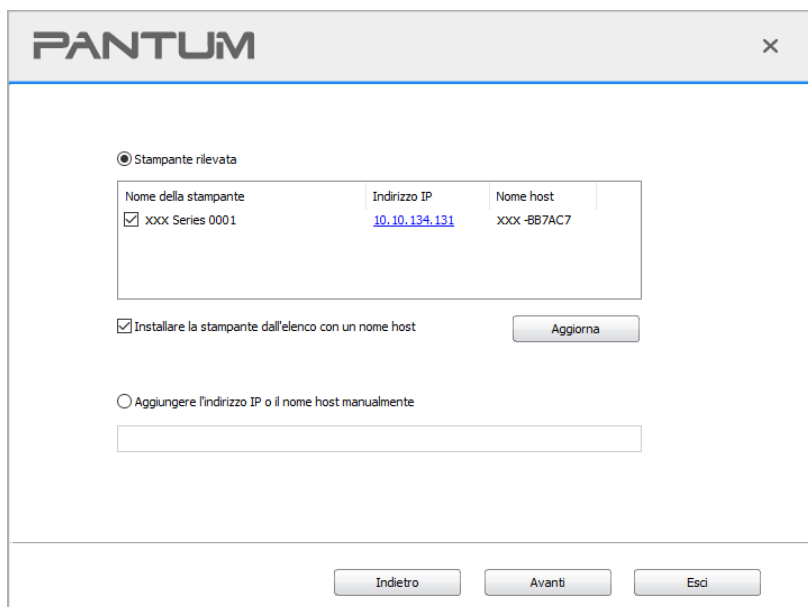 PANTUM
Stampante rilevata
Nome della stampante Indirizzo IP Nome host
XXX Series 0001 10.10.134.131 XXX -BB7AC7
Installare la stampante dall'elenco con un nome host
Aggiorna
Aggiungere l'indirizzo IP o il nome host manualmente
Indietro Avanti Esci